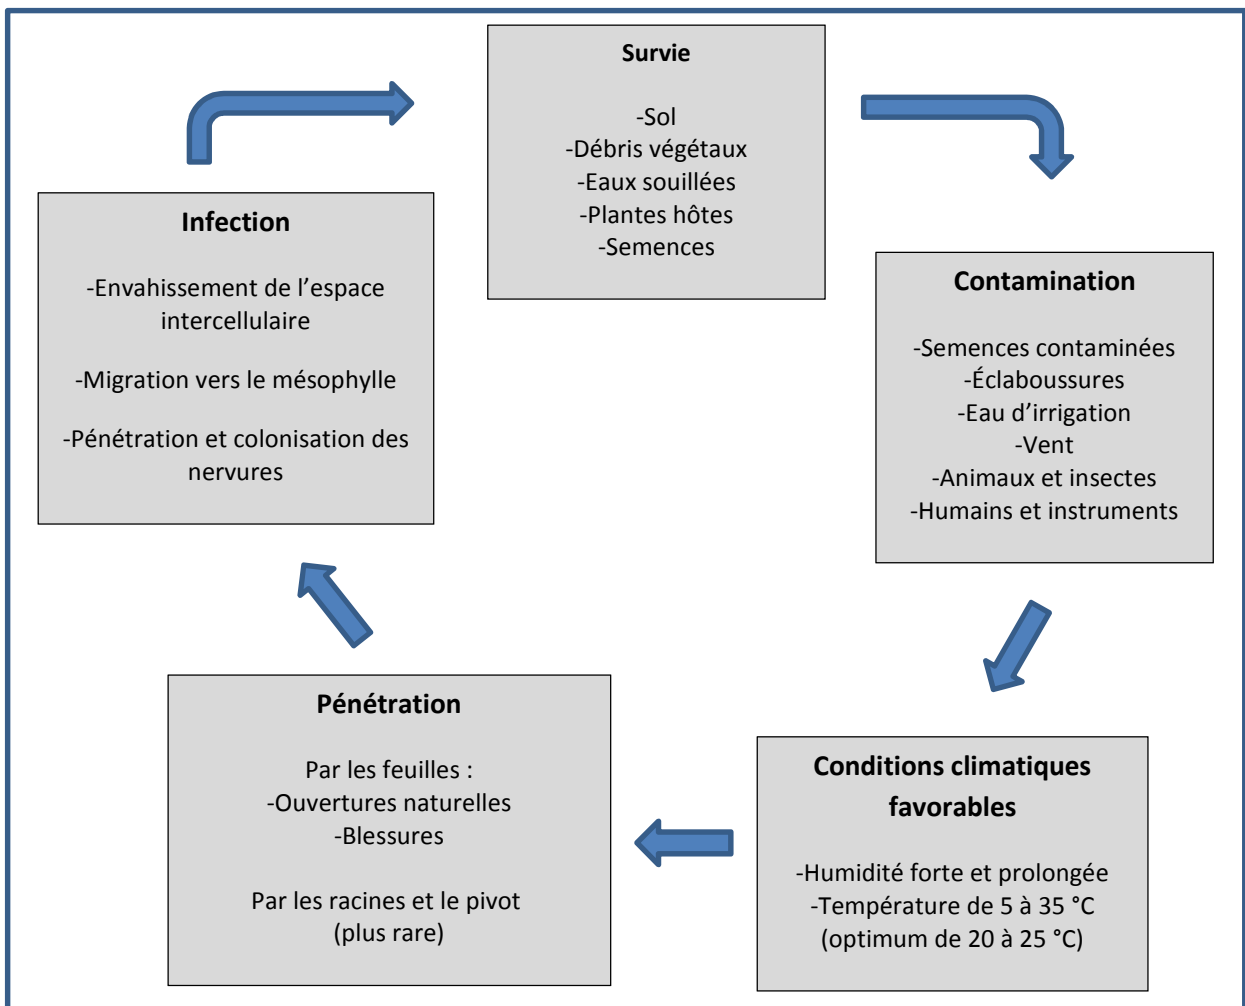 Survie
-Sol
-Débris végétaux
-Eaux souillées
-Plantes hôtes
-Semences
Contamination
-Semences contaminées
-Éclaboussures
-Eau d’irrigation
-Vent
-Animaux et insectes
-Humains et instruments
Conditions climatiques
favorables
-Humidité forte et prolongée
-Température de 5 à 35 °C
(optimum de 20 à 25 °C)
Pénétration
Par les feuilles :
-Ouvertures naturelles
-Blessures
Par les racines et le pivot
(plus rare)
Infection
-Envahissement de l’espace
intercellulaire
-Migration vers le mésophylle
-Pénétration et colonisation des
nervures